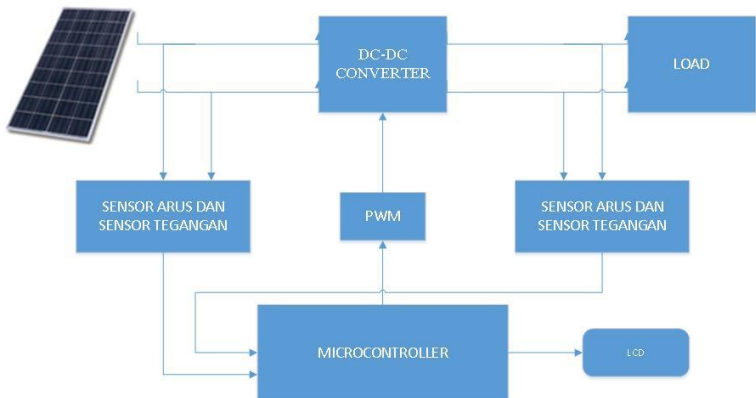 DC-DC
CONVERTER
LOAD
SENSOR ARUS DAN
SENSOR TEGANGAN
PWM
SENSOR ARUS DAN
SENSOR TEGANGAN
MICROCONTROLLER
LCD